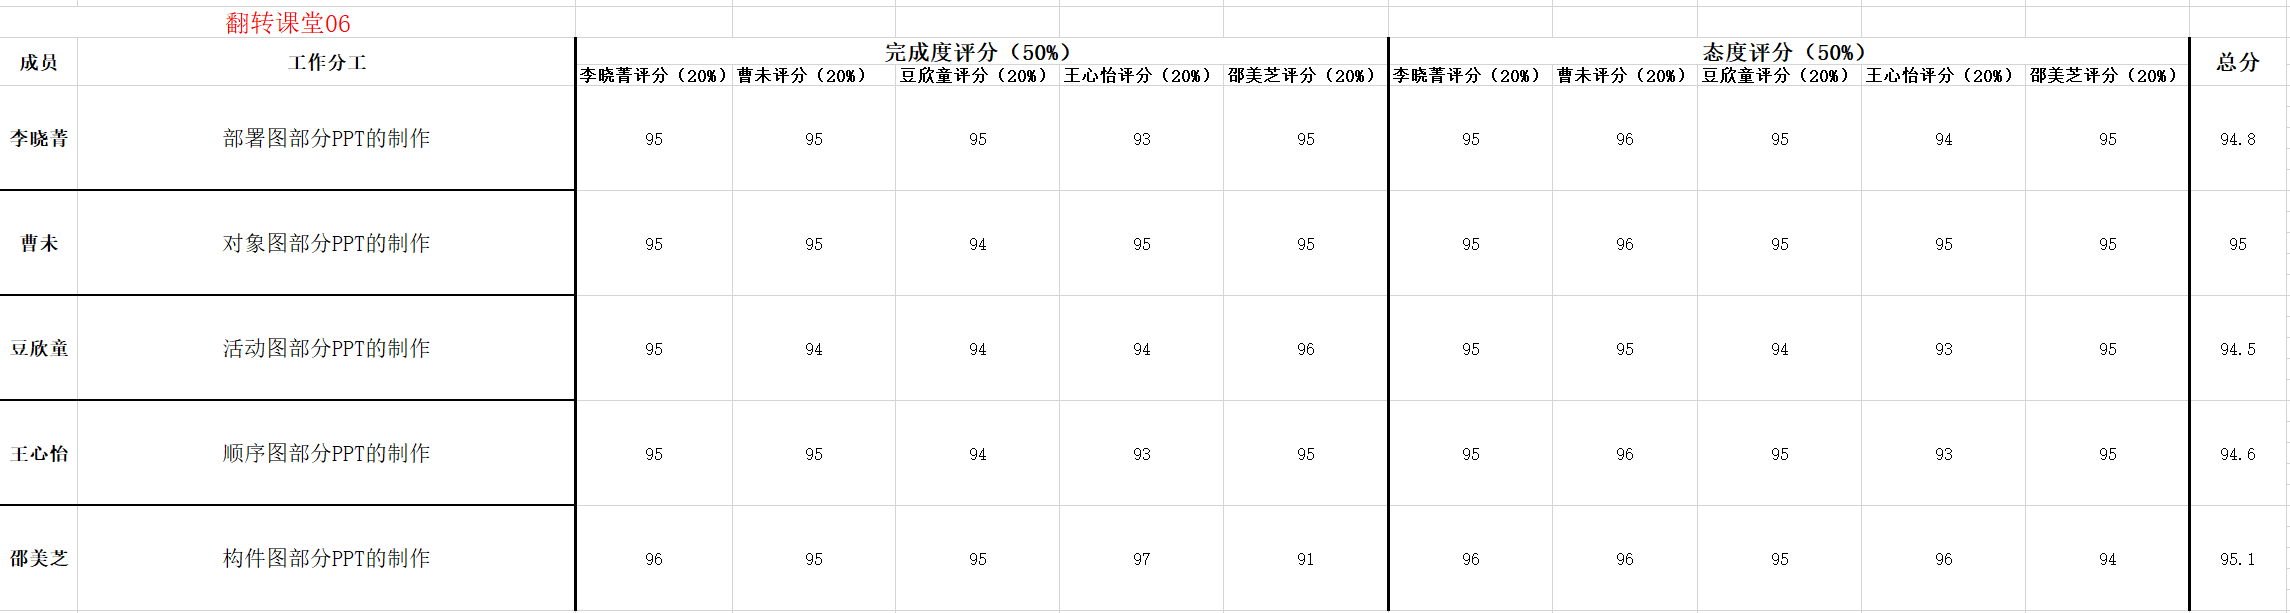 翻转课堂06
成员 工作分工 完成度评分（50%） 态度评分（50%） 总分
李晓菁评分（20%） 曹未评分（20%） 豆欣童评分（20%） 王心怡评分（20%） 邵美芝评分（20%） 李晓菁评分（20%） 曹未评分（20%） 豆欣童评分（20%） 王心怡评分（20%） 邵美芝评分（20%）
李晓菁 部署图部分PPT的制作 95 95 95 93 95 95 96 95 94 95 94.8
曹未 对象图部分PPT的制作 95 95 94 95 95 95 96 95 95 95 95
豆欣童 活动图部分PPT的制作 95 94 94 94 96 95 95 94 93 95 94.5
王心怡 顺序图部分PPT的制作 95 95 94 93 95 95 96 95 93 95 94.6
邵美芝 构件图部分PPT的制作 96 95 95 97 91 96 96 95 96 94 95.1